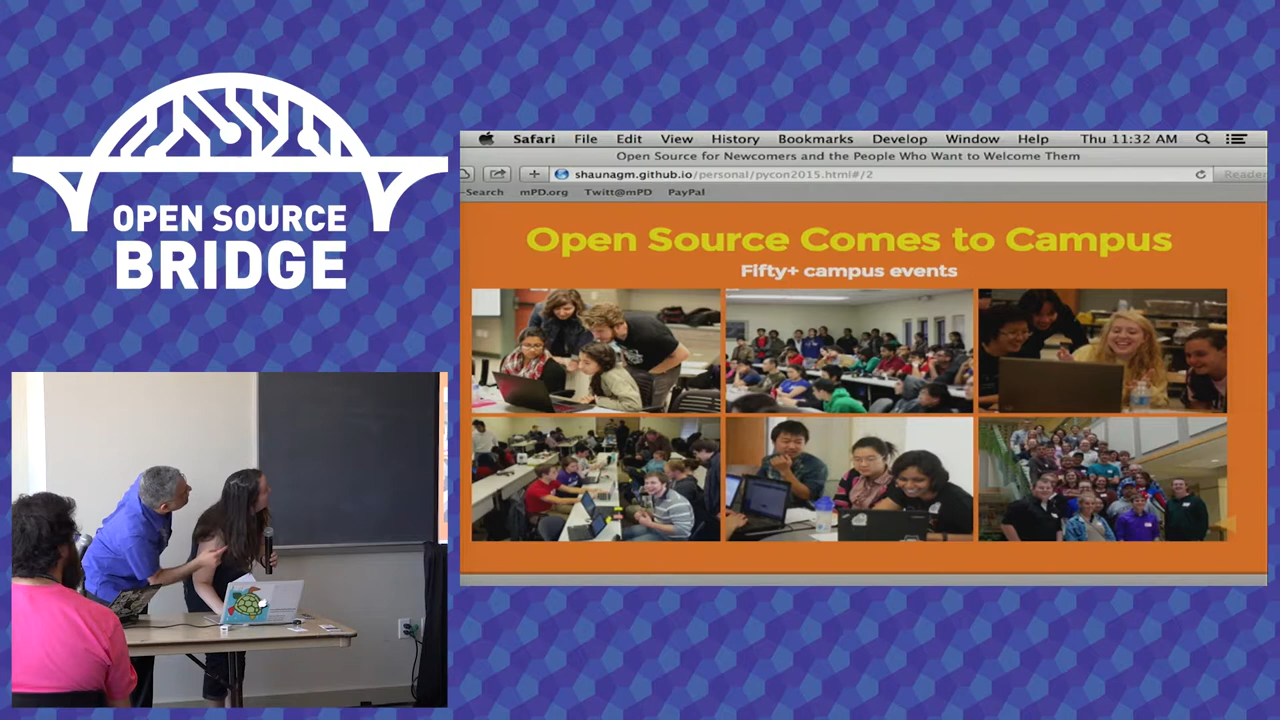 OPEN SOURCE
BRIDGE
Safari File Edit View History Bookmarks Develop Window Help Thu 11:32 AM
Open Source for Newcomers and the People Who Want to Welcome Them
shaunagm.github.io/personal/pycon2015.html#/2
Reader
-Search mPD.org Twitt@mPD PayPal
Open Source Comes to Campus
Fifty+ campus events